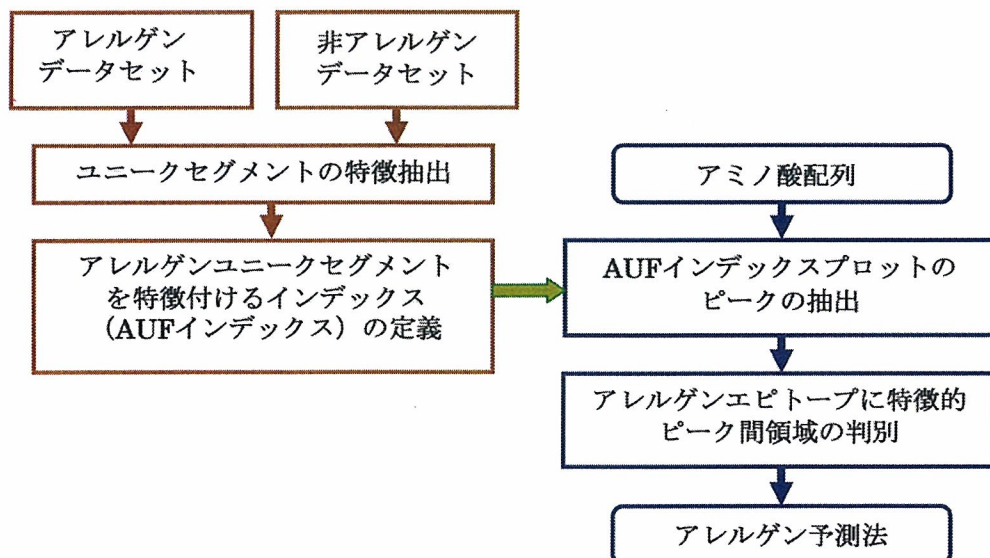 アレルゲン
データセット
非アレルゲン
データセット
ユニークセグメントの特徴抽出
アレルゲンユニークセグメント
を特徴付けるインデックス
（AUFインデックス）の定義
アミノ酸配列
AUFインデックスプロットの
ピークの抽出
アレルゲンエピトープに特徴的
ピーク間領域の判別
アレルゲン予測法